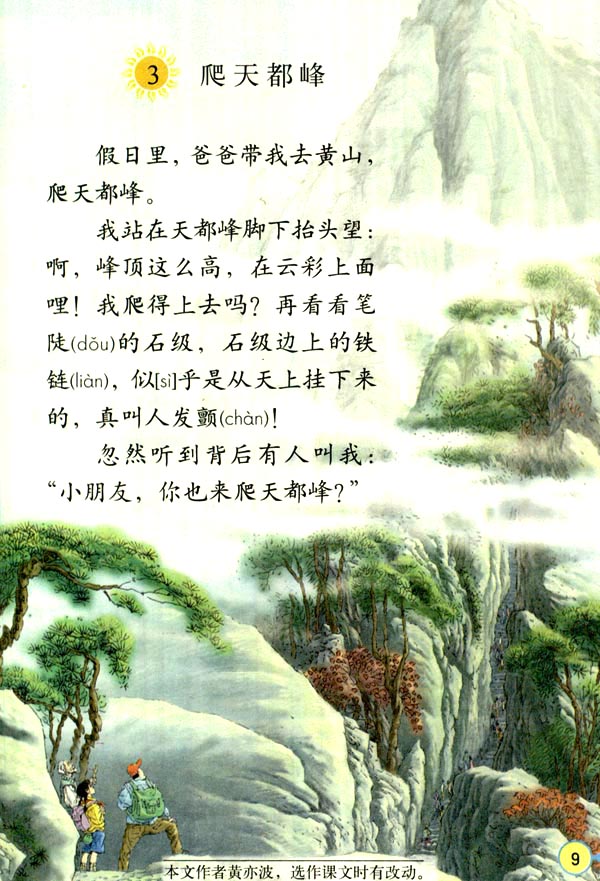 3 爬天都峰
假日里，爸爸带我去黄山，
爬天都峰。
我站在天都峰脚下抬头望：
啊，峰顶这么高，在云彩上面
哩！我爬得上去吗？再看看笔
陡(dǒu)的石级，石级边上的铁
链(liàn)，似[sì]乎是从天上挂下来
的，真叫人发颤(chàn)！
忽然听到背后有人叫我：
“小朋友，你也来爬天都峰？”
本文作者黄亦波，选作课文时有改动。
9